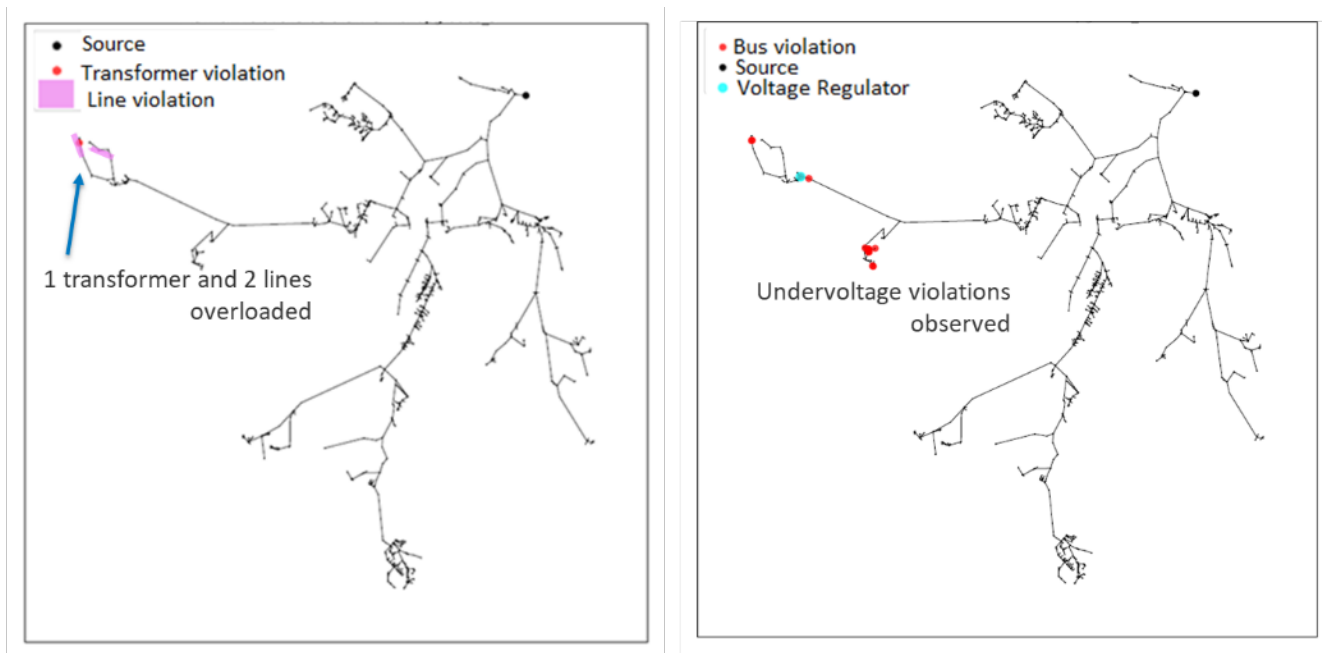 Source
Transformer violation
Line violation
1 transformer and 2 lines
overloaded
Bus violation
Source
Voltage Regulator
Undervoltage violations
observed